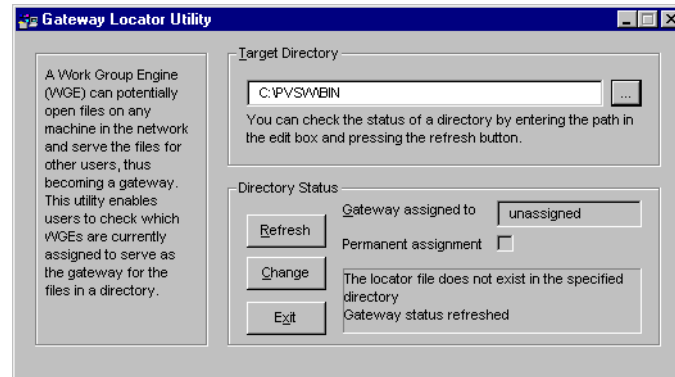 Gateway Locator Utility
A Work Group Engine
(WGE) can potentially
open files on any
machine in the network
and serve the files for
other users, thus
becoming a gateway.
This utility enables
users to check which
WGEs are currently
assigned to serve as
the gateway for the
files in a directory.
Target Directory
C:\PVSW\BIN
...
You can check the status of a directory by entering the path in
the edit box and pressing the refresh button.
Directory Status
Refresh
Gateway assigned to
unassigned
Permanent assignment
Change
The locator file does not exist in the specified
directory
Gateway status refreshed
Exit